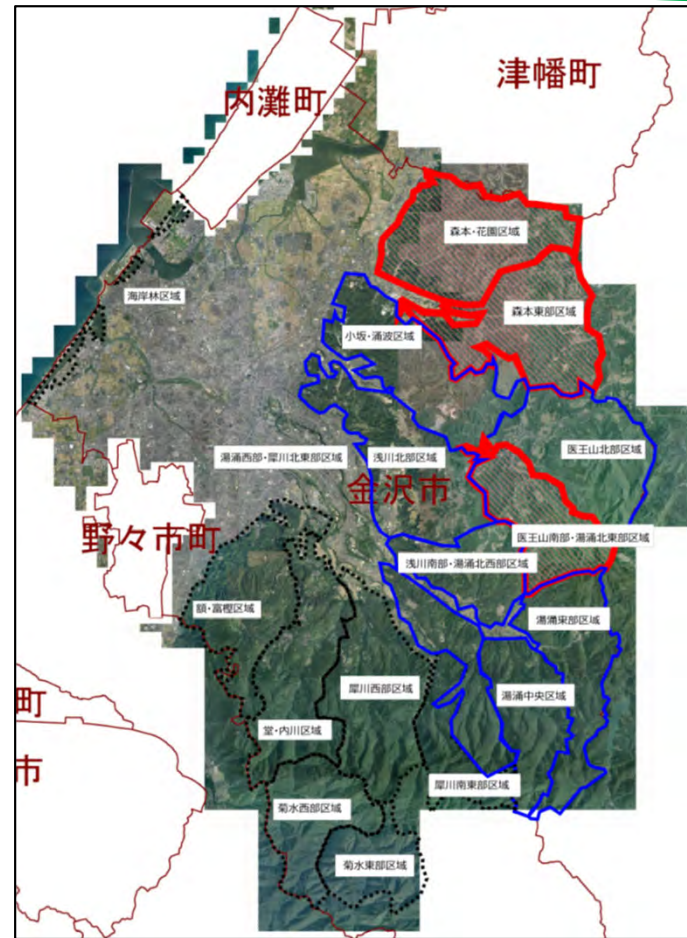 津幡町
内灘町
森本・花園区域
海岸林区域
森本東部区域
小坂・涌波区域
湯涌西部・犀川北東部区域
浅川北部区域
医王山北部区域
金沢市
野々市町
医王山南部・湯涌北東部区域
浅川南部・湯涌北西部区域
額・富樫区域
湯涌東部区域
犀川西部区域
湯涌中央区域
町
堂・内川区域
市
犀川南東部区域
菊水西部区域
菊水東部区域